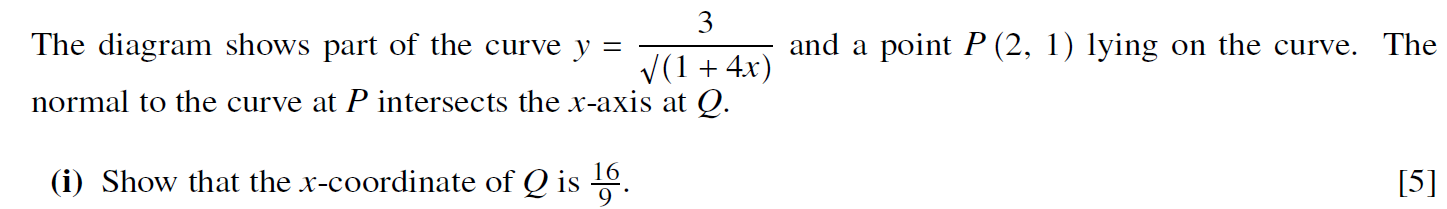 The diagram shows part of the curve y = 3/√(1 + 4x) and a point P (2, 1) lying on the curve. The
normal to the curve at P intersects the x-axis at Q.
(i) Show that the x-coordinate of Q is 16/9. [5]